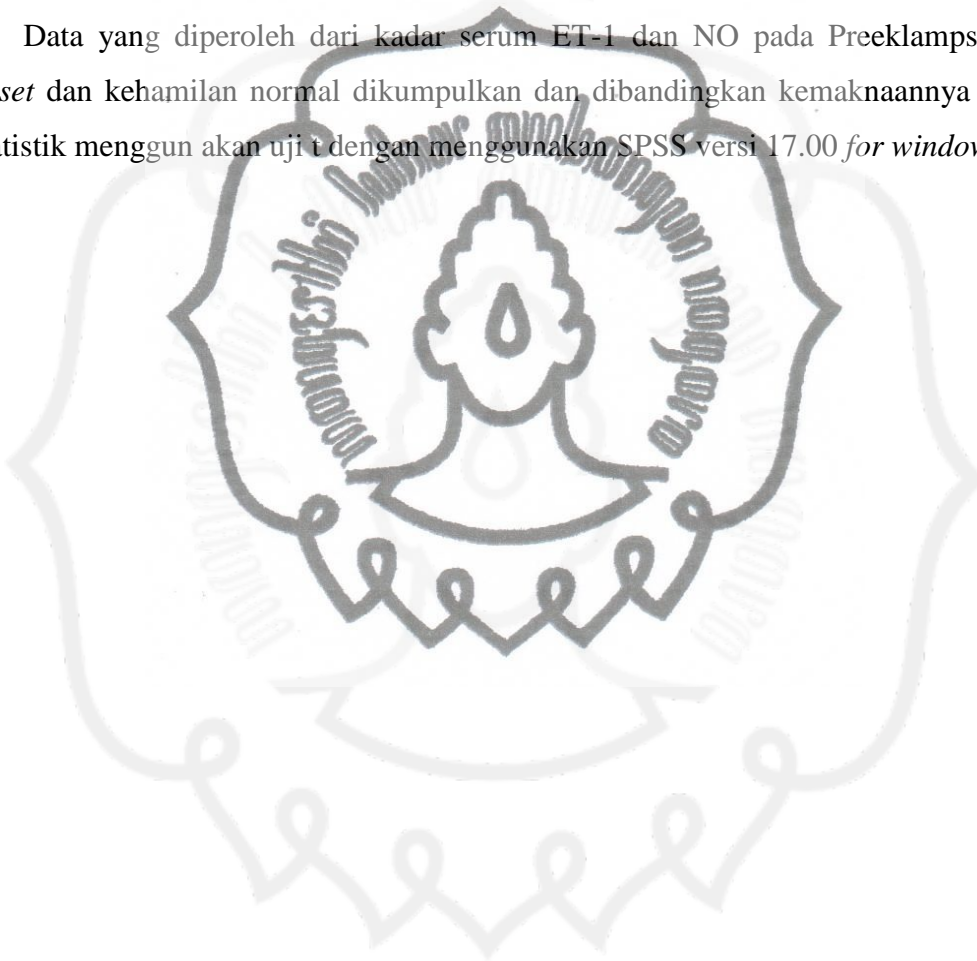 Data yang diperoleh dari kadar serum ET-1 dan NO pada Preeklamps
set dan kehamilan normal dikumpulkan dan dibandingkan kemaknaannya
atistik menggun akan uji t dengan menggunakan SPSS versi 17.00 for window